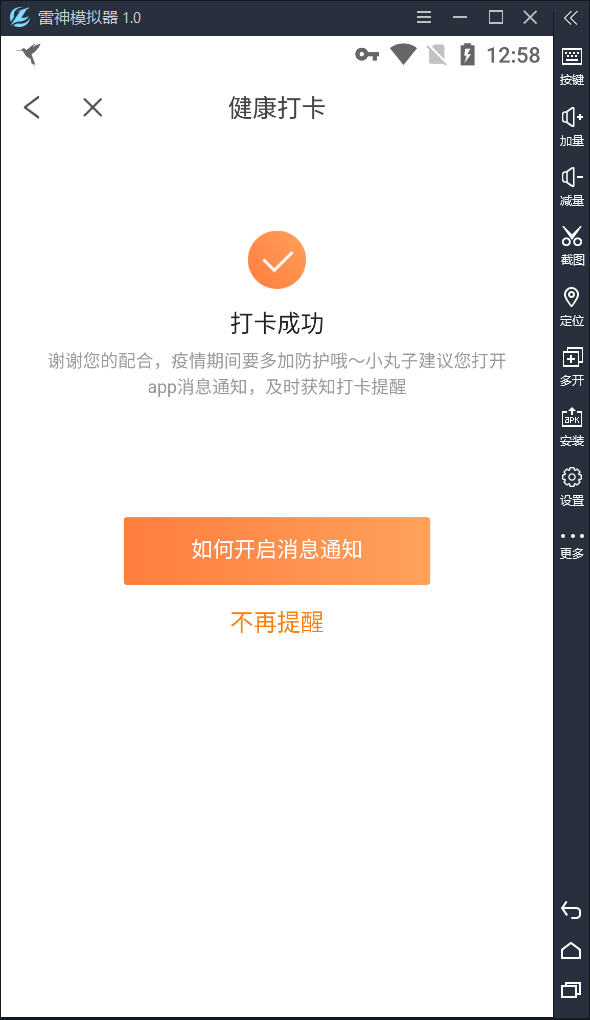 雷神模拟器 1.0
12:58
健康打卡
打卡成功
谢谢您的配合，疫情期间要多加防护哦～小丸子建议您打开
app消息通知，及时获知打卡提醒
如何开启消息通知
不再提醒
按键
加量
减量
截图
定位
多开
APK
安装
设置
更多